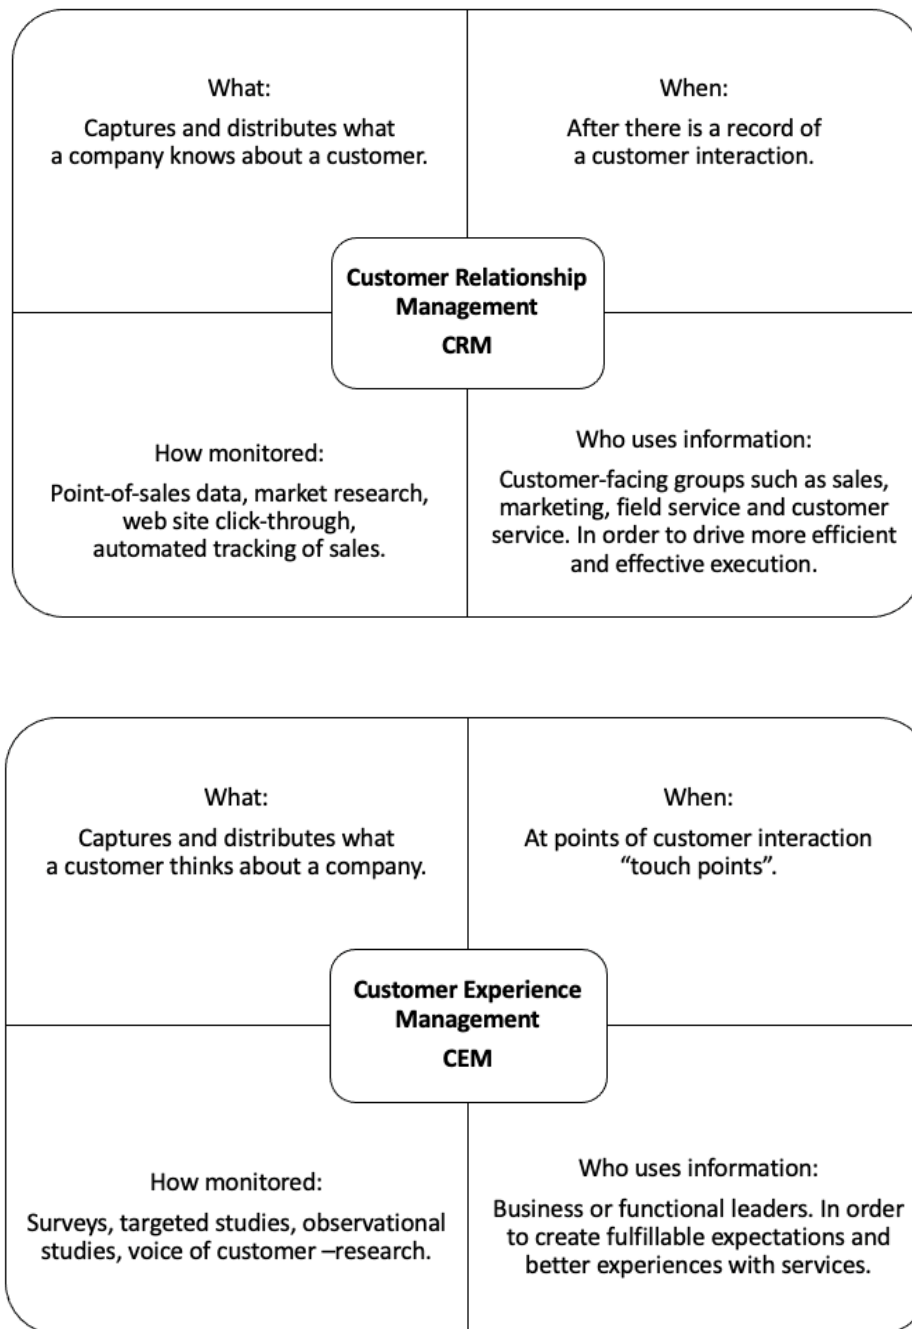 What:
Captures and distributes what
a company knows about a customer.
When:
After there is a record of
a customer interaction.
Customer Relationship
Management
CRM
How monitored:
Point-of-sales data, market research,
web site click-through,
automated tracking of sales.
Who uses information:
Customer-facing groups such as sales,
marketing, field service and customer
service. In order to drive more efficient
and effective execution.
What:
Captures and distributes what
a customer thinks about a company.
When:
At points of customer interaction
“touch points”.
Customer Experience
Management
CEM
How monitored:
Surveys, targeted studies, observational
studies, voice of customer –research.
Who uses information:
Business or functional leaders. In order
to create fulfillable expectations and
better experiences with services.